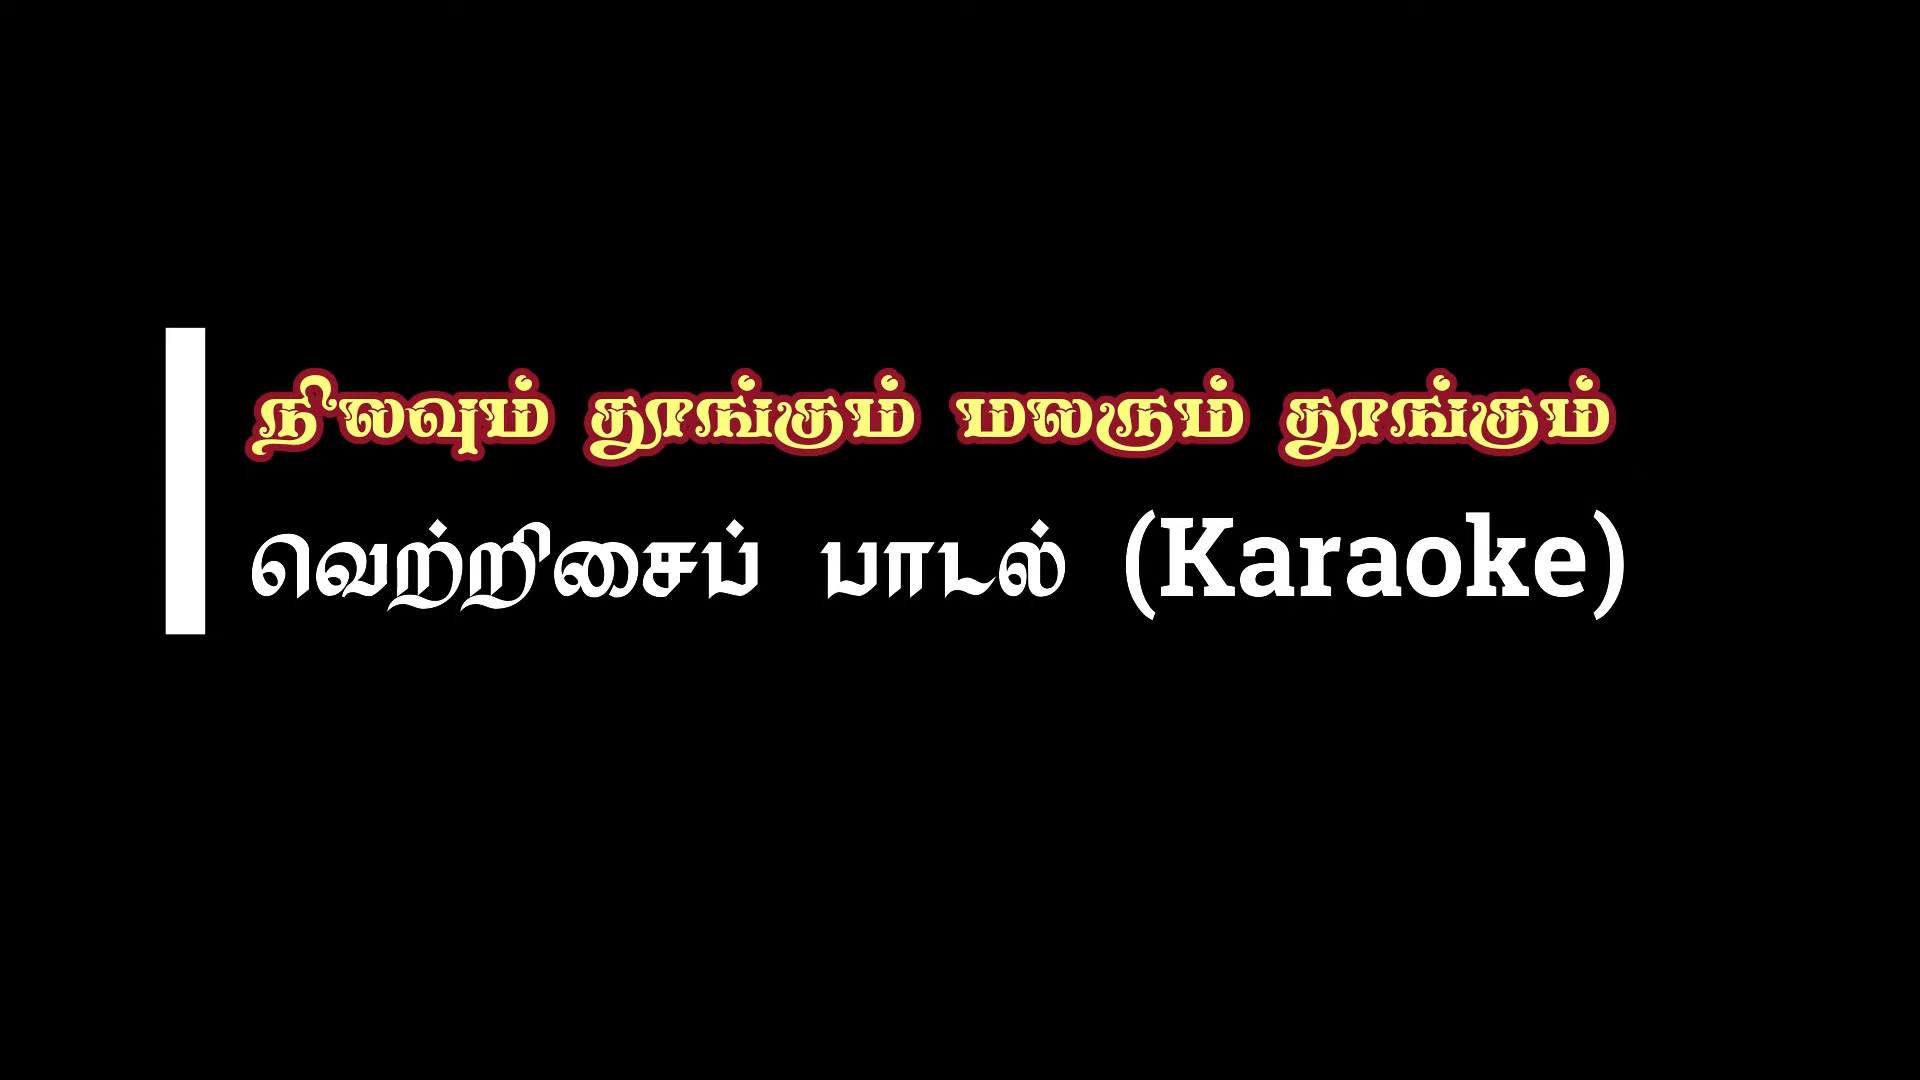 நிலவும் தூங்கும் மலரும் தூங்கும்
வெற்றிசைப் பாடல் (Karaoke)